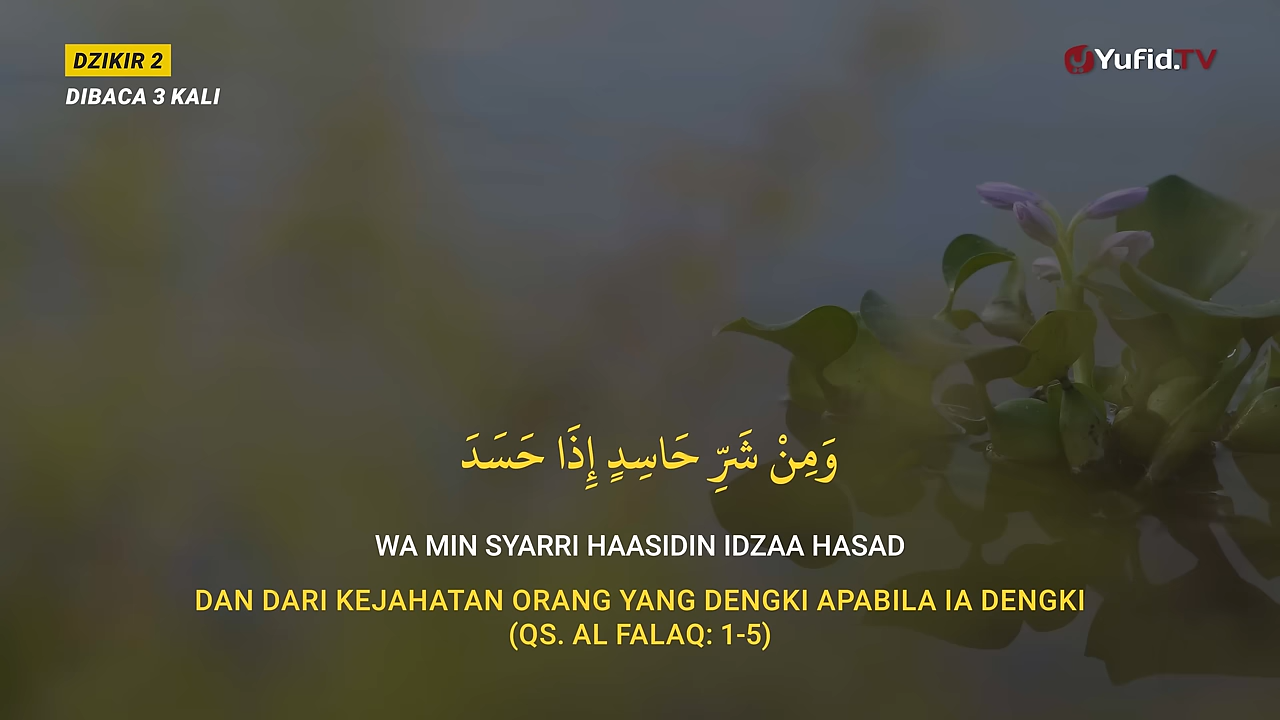 DZIKIR 2
DIBACA 3 KALI
Yufid.TV
وَمِنْ شَرِّ حَاسِدٍ إِذَا حَسَدَ
WA MIN SYARRI HAASIDIN IDZAA HASAD
DAN DARI KEJAHATAN ORANG YANG DENGKI APABILA IA DENGKI
(QS. AL FALAQ: 1-5)